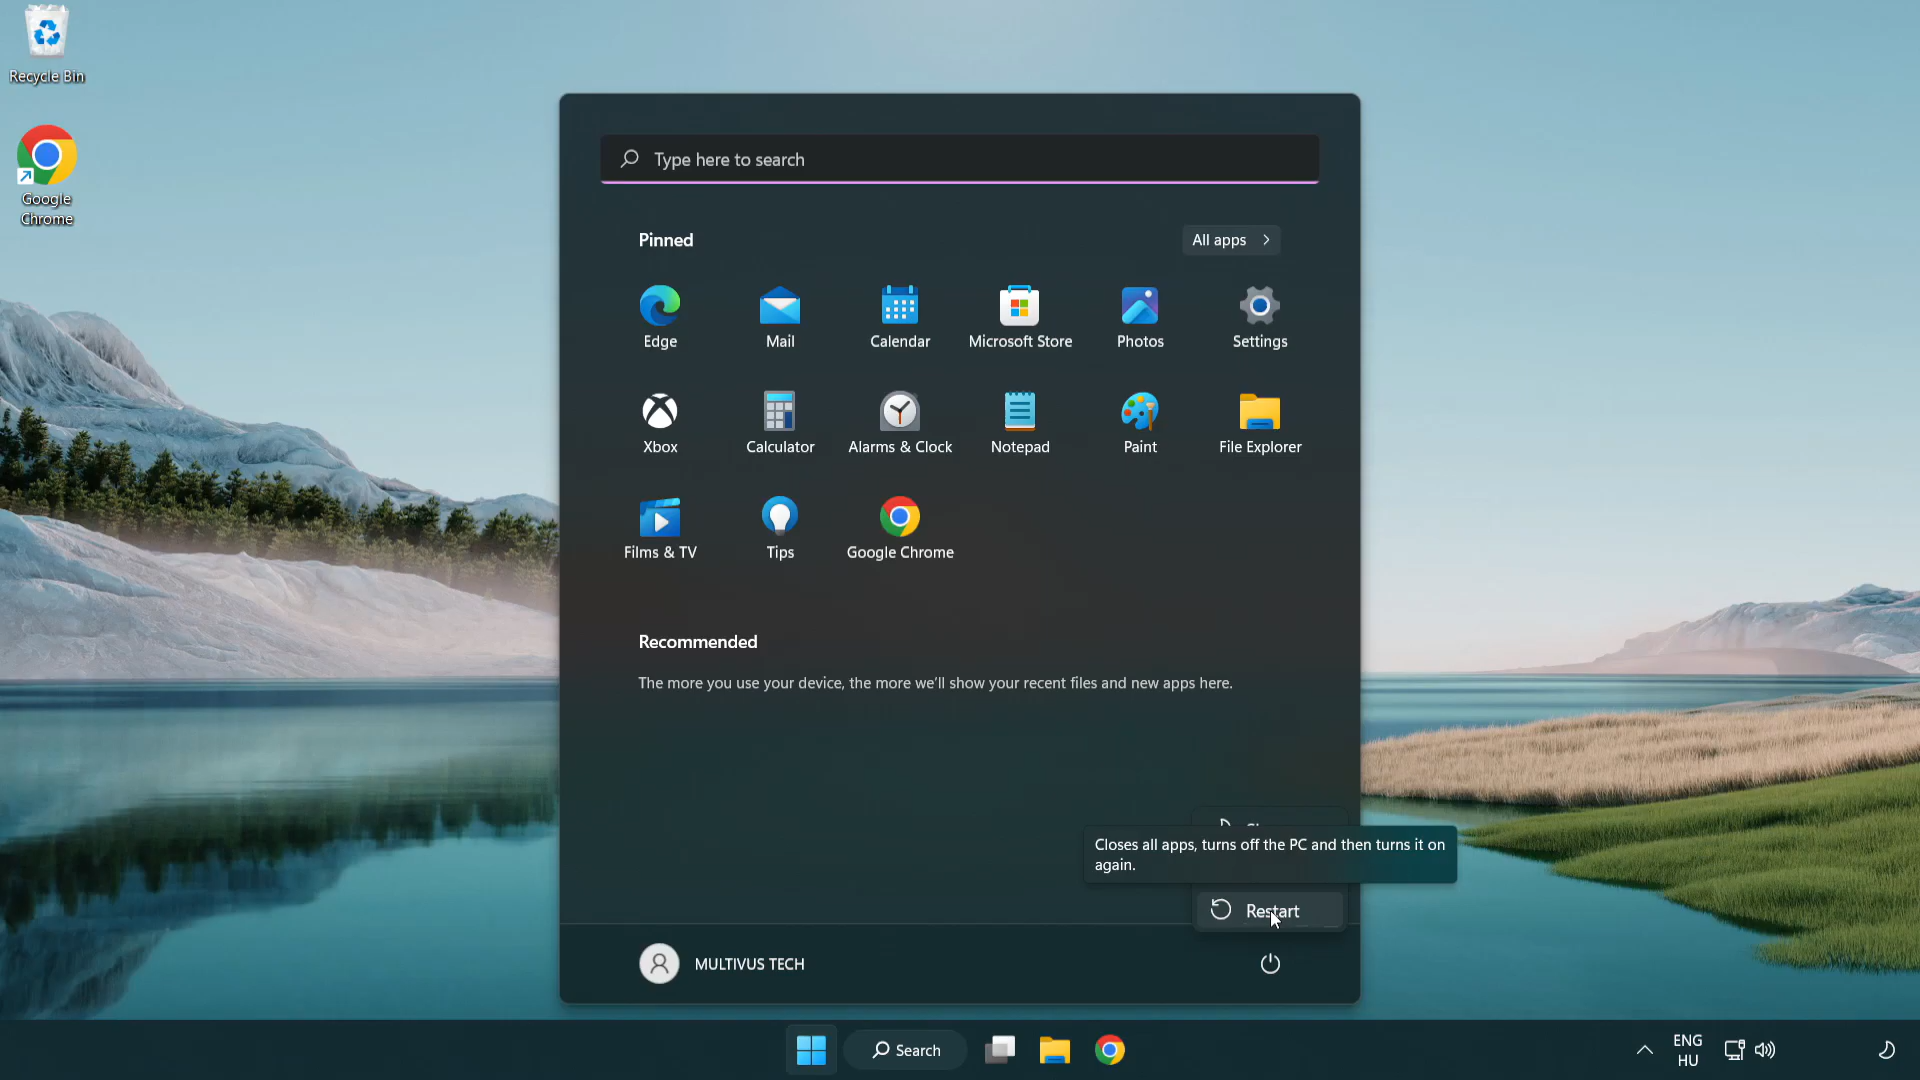 Recycle Bin
Google
Chrome
Type here to search
Pinned
All apps
Edge
Mail
Calendar
Microsoft Store
Photos
Settings
Xbox
Calculator
Alarms & Clock
Notepad
Paint
File Explorer
Films & TV
Tips
Google Chrome
Recommended
The more you use your device, the more we'll show your recent files and new apps here.
Closes all apps, turns off the PC and then turns it on
again.
Restart
MULTIVUS TECH
Search
ENG
HU